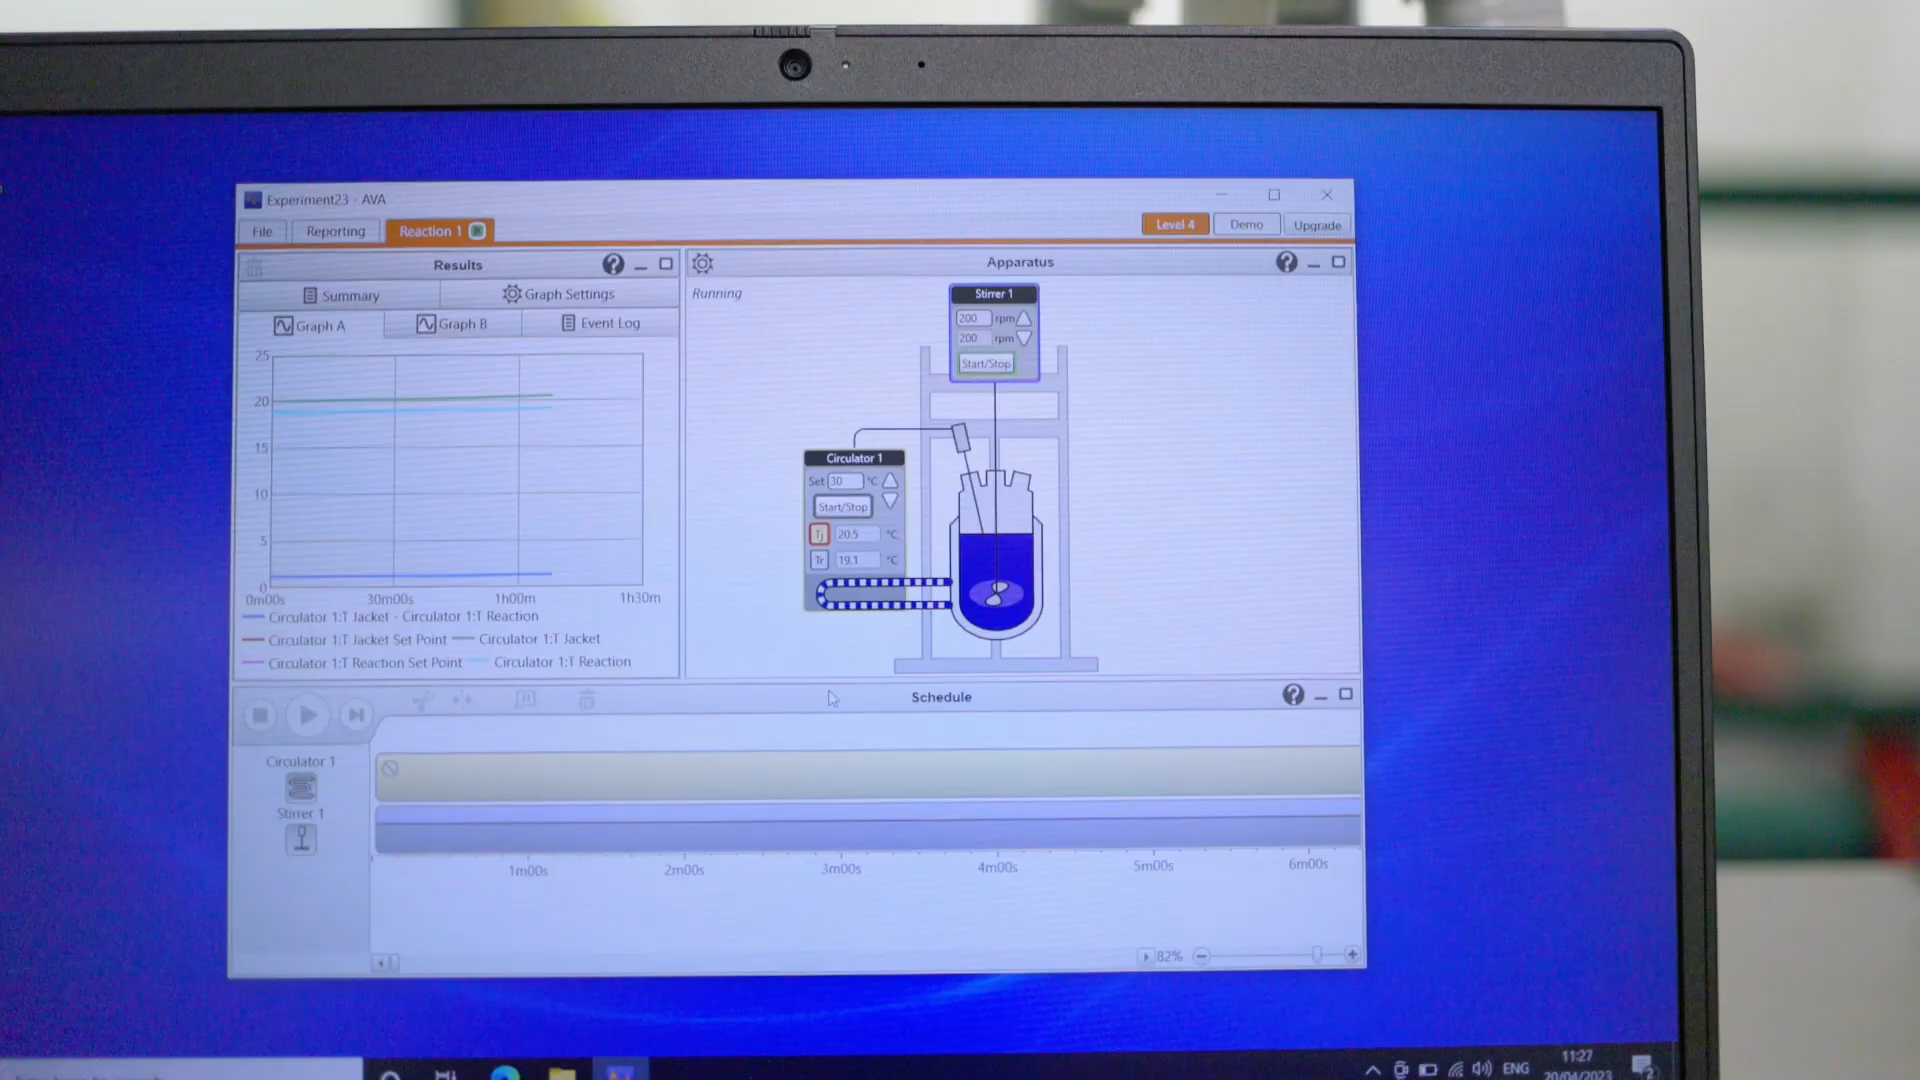 Experiment23 - AVA
File Reporting Reaction 1 Level 4 Demo Upgrade
Results
Summary Graph Settings
Graph A Graph B Event Log
25
20
15
10
5
0
0m00s 30m00s 1h00m 1h30m
Circulator 1:T Jacket - Circulator 1:T Reaction
Circulator 1:T Jacket Set Point Circulator 1:T Jacket
Circulator 1:T Reaction Set Point Circulator 1:T Reaction
Apparatus
Running
Stirrer 1
200 rpm
200 rpm
Start/Stop
Circulator 1
Set 30 °C
Start/Stop
Tj 20.5 °C
Tr 19.1 °C
Schedule
Circulator 1
Stirrer 1
1m00s 2m00s 3m00s 4m00s 5m00s 6m00s
82%
ENG
11:27
20/04/2023
2